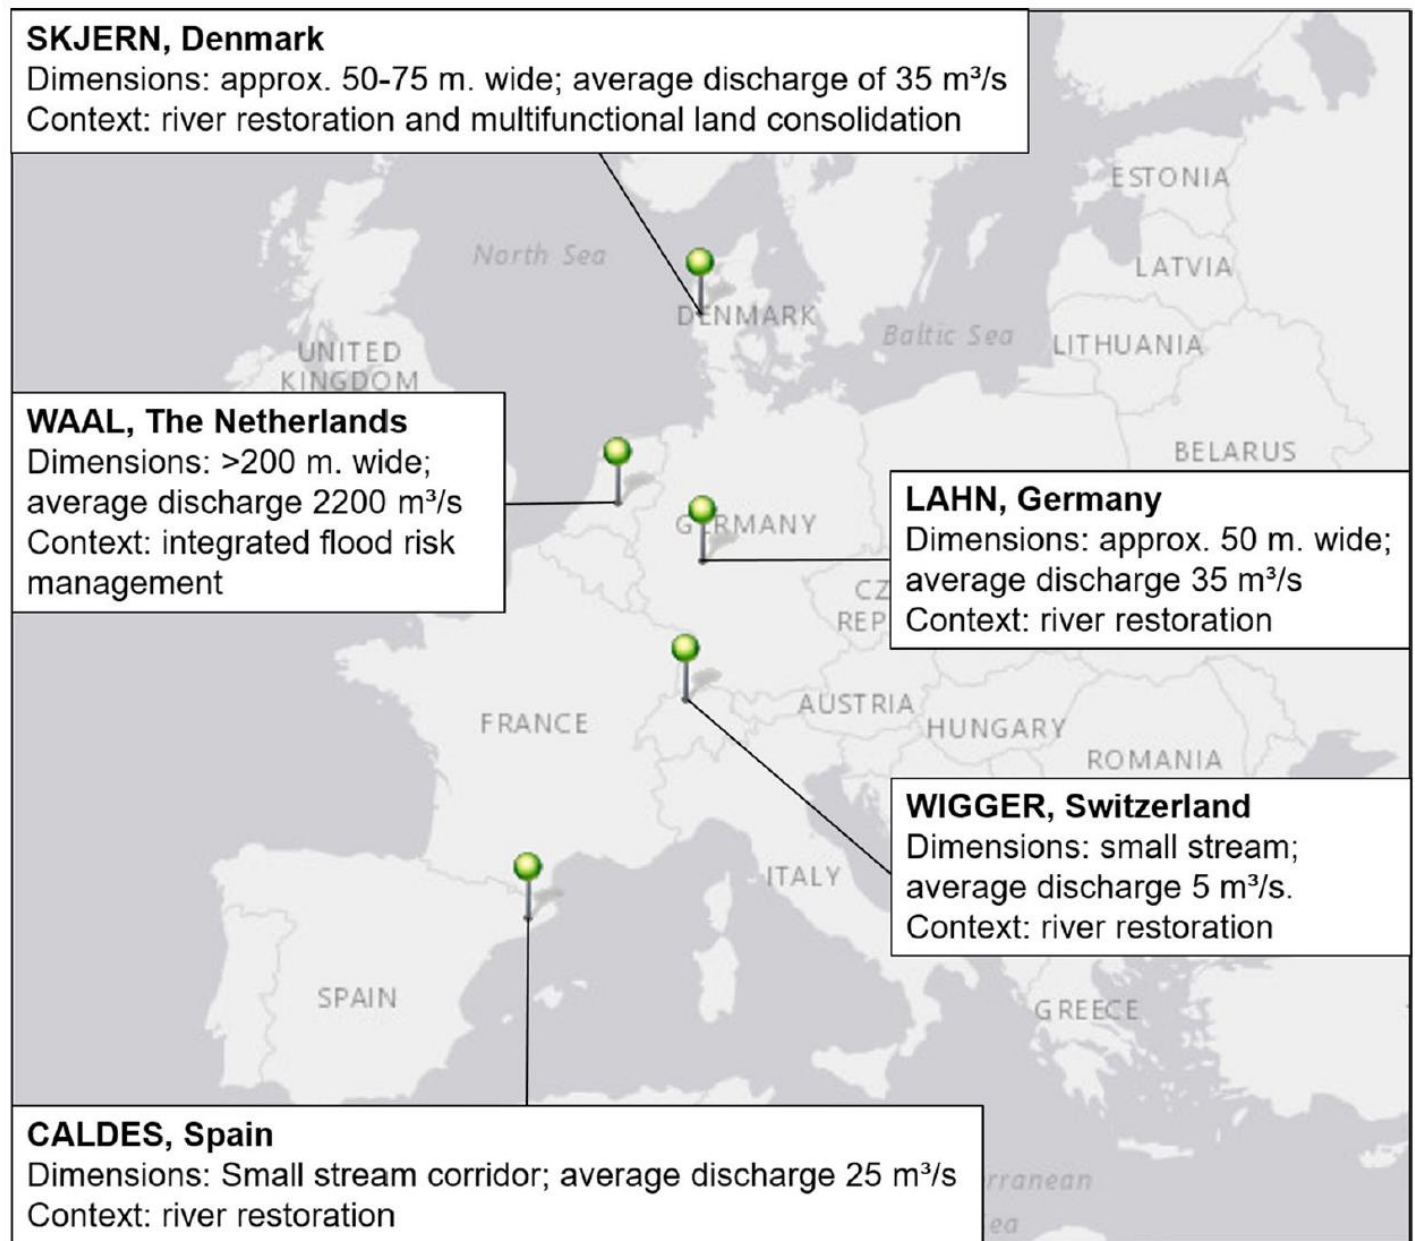 SKJERN, Denmark
Dimensions: approx. 50-75 m. wide; average discharge of 35 m³/s
Context: river restoration and multifunctional land consolidation
ESTONIA
North Sea
LATVIA
DENMARK
Baltic Sea
LITHUANIA
UNITED
KINGDOM
WAAL, The Netherlands
Dimensions: >200 m. wide;
average discharge 2200 m³/s
Context: integrated flood risk
management
BELARUS
GERMANY
LAHN, Germany
Dimensions: approx. 50 m. wide;
average discharge 35 m³/s
Context: river restoration
CZ
REP
AUSTRIA
FRANCE
HUNGARY
ROMANIA
WIGGER, Switzerland
Dimensions: small stream;
average discharge 5 m³/s.
Context: river restoration
ITALY
SPAIN
GREECE
CALDES, Spain
Dimensions: Small stream corridor; average discharge 25 m³/s
Context: river restoration
rranean
ea